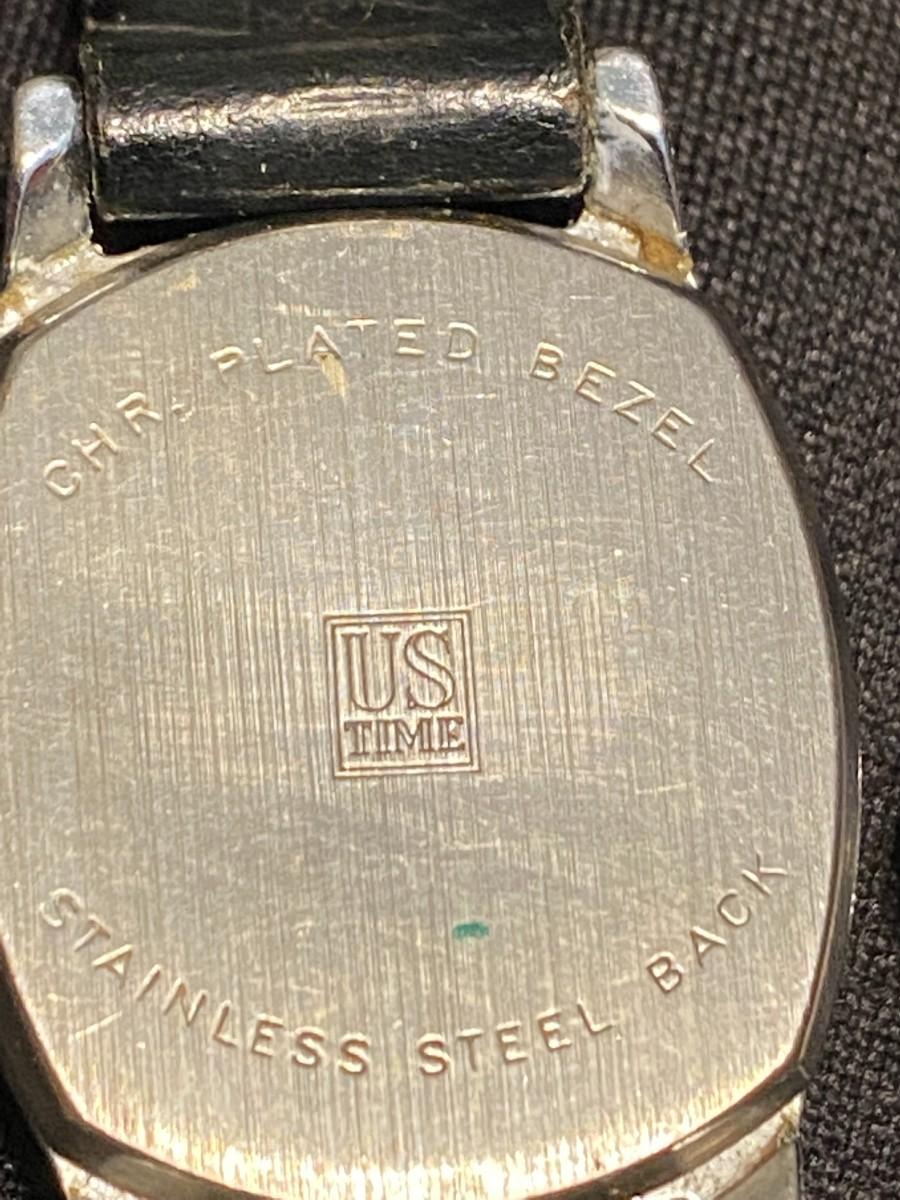 CHR. PLATED BEZEL
US
TIME
STAINLESS STEEL BACK